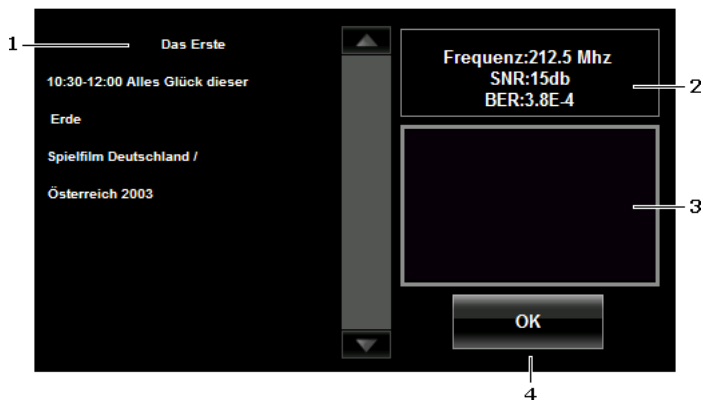 1
Das Erste
10:30-12:00 Alles Glück dieser
Erde
Spielfilm Deutschland /
Österreich 2003
Frequenz:212.5 Mhz
SNR:15db
BER:3.8E-4
2
3
OK
4